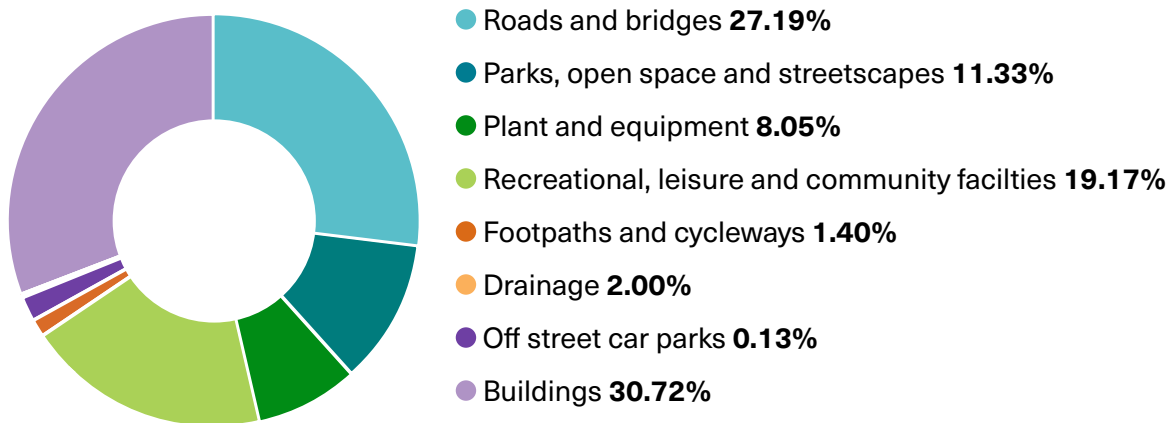 Roads and bridges 27.19%
Parks, open space and streetscapes 11.33%
Plant and equipment 8.05%
Recreational, leisure and community facilties 19.17%
Footpaths and cycleways 1.40%
Drainage 2.00%
Off street car parks 0.13%
Buildings 30.72%